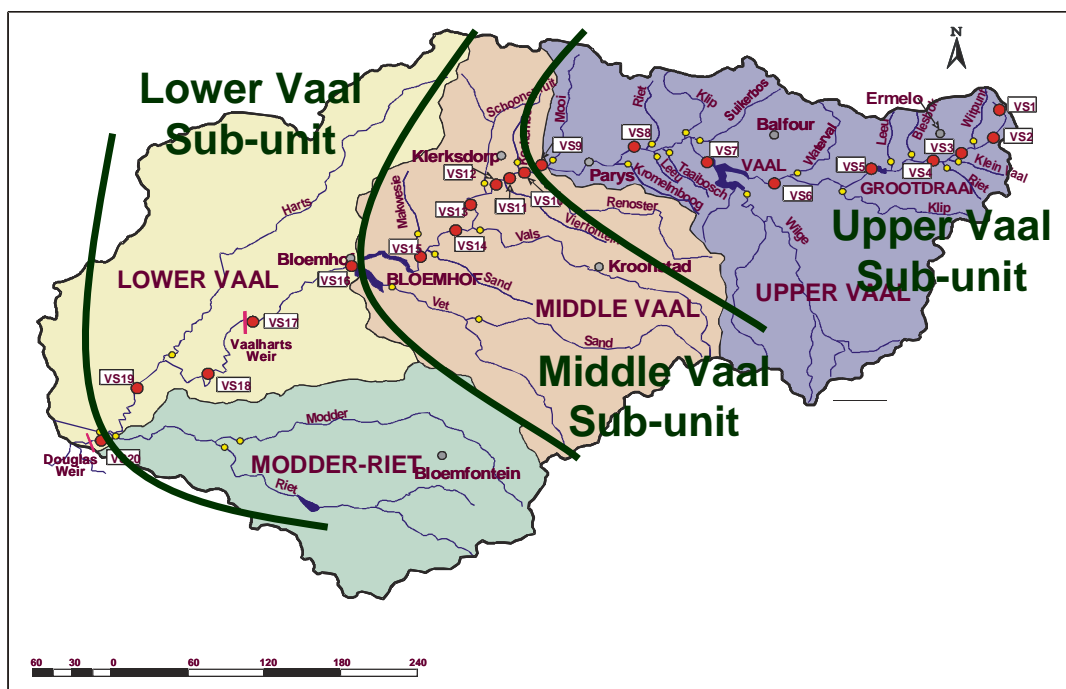 N
Lower Vaal
Sub-unit
Ermelo
Balfour
Klerksdorp
Schoonspruit
Mooi
Riet
Klip
Suikerbos
Waterval
Leeu
Blesbok
Witpunt
VS1
VS2
VS3
VS4
VS5
VS6
VS7
VS8
VS9
VS10
VS11
VS12
VS13
VS14
VS15
VS16
VS17
VS18
VS19
VS20
VAAL
GROOTDRAAI
Klein Vaal
Riet
Klip
Parys
Kromelmboog
Leeu
Taaibosch
Wilge
Renoster
Vierfontein
Vals
Makwesie
Harts
Bloemho
BLOEMHOF
Kroonstad
Sand
Vet
Sand
LOWER VAAL
MIDDLE VAAL
UPPER VAAL
Upper Vaal
Sub-unit
Middle Vaal
Sub-unit
Vaalharts
Weir
Douglas
Weir
Modder
MODDER-RIET
Bloemfontein
Riet
60 30 0 60 120 180 240